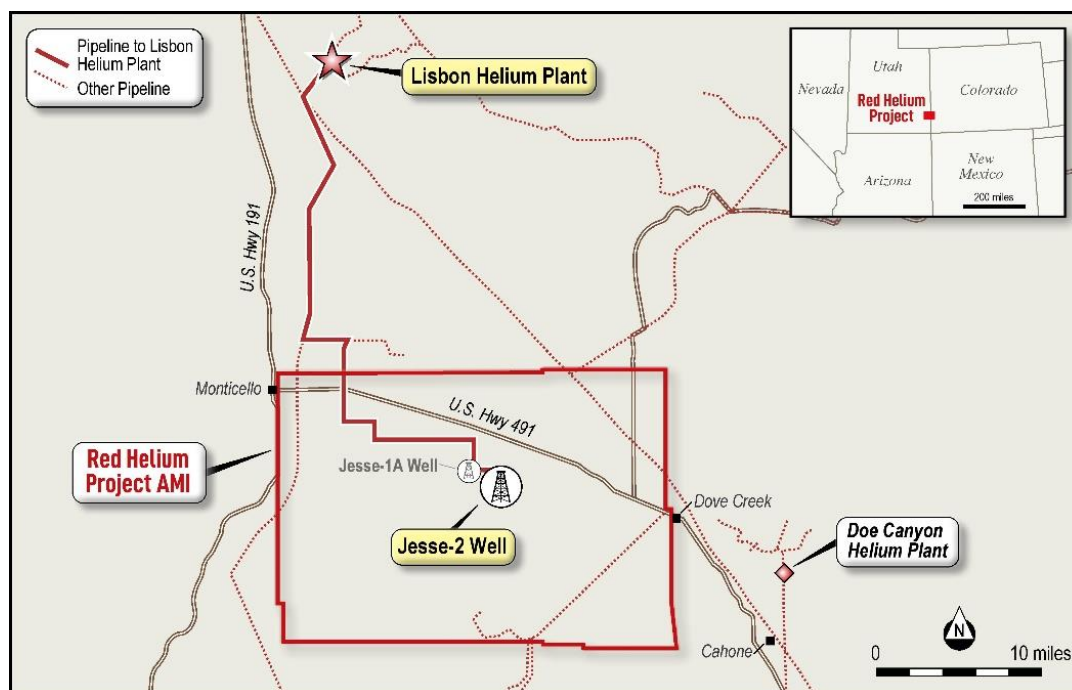 Pipeline to Lisbon
Helium Plant
Other Pipeline
Lisbon Helium Plant
Nevada
Utah
Colorado
Red Helium
Project
Arizona
New
Mexico
200 miles
U.S. Hwy 191
Monticello
U.S. Hwy 491
Red Helium
Project AMI
Jesse-1A Well
Jesse-2 Well
Dove Creek
Doe Canyon
Helium Plant
Cahone
N
0 10 miles